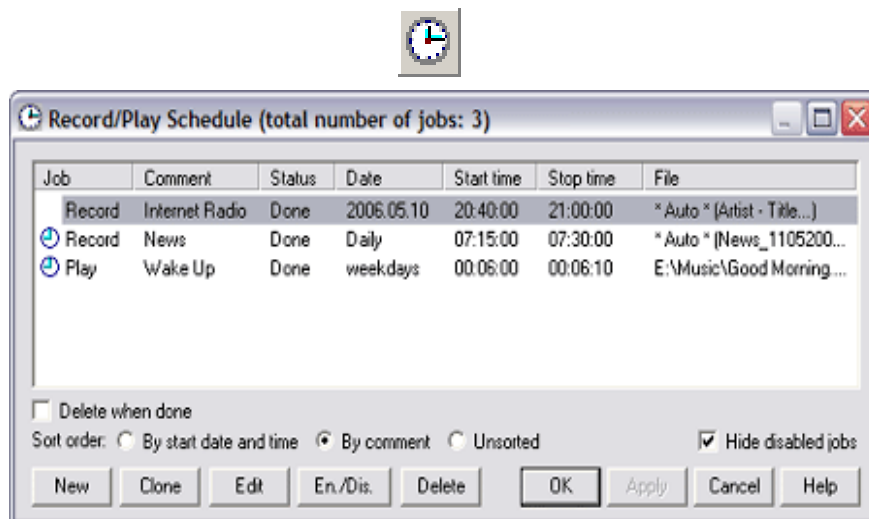 Record/Play Schedule (total number of jobs: 3)
Job Comment Status Date Start time Stop time File
Record Internet Radio Done 2006.05.10 20:40:00 21:00:00 * Auto * (Artist - Title...)
Record News Done Daily 07:15:00 07:30:00 * Auto * (News_1105200...
Play Wake Up Done weekdays 00:06:00 00:06:10 E:\Music\Good Morning....
Delete when done
Sort order: By start date and time By comment Unsorted Hide disabled jobs
New Clone Edit En./Dis. Delete OK Apply Cancel Help